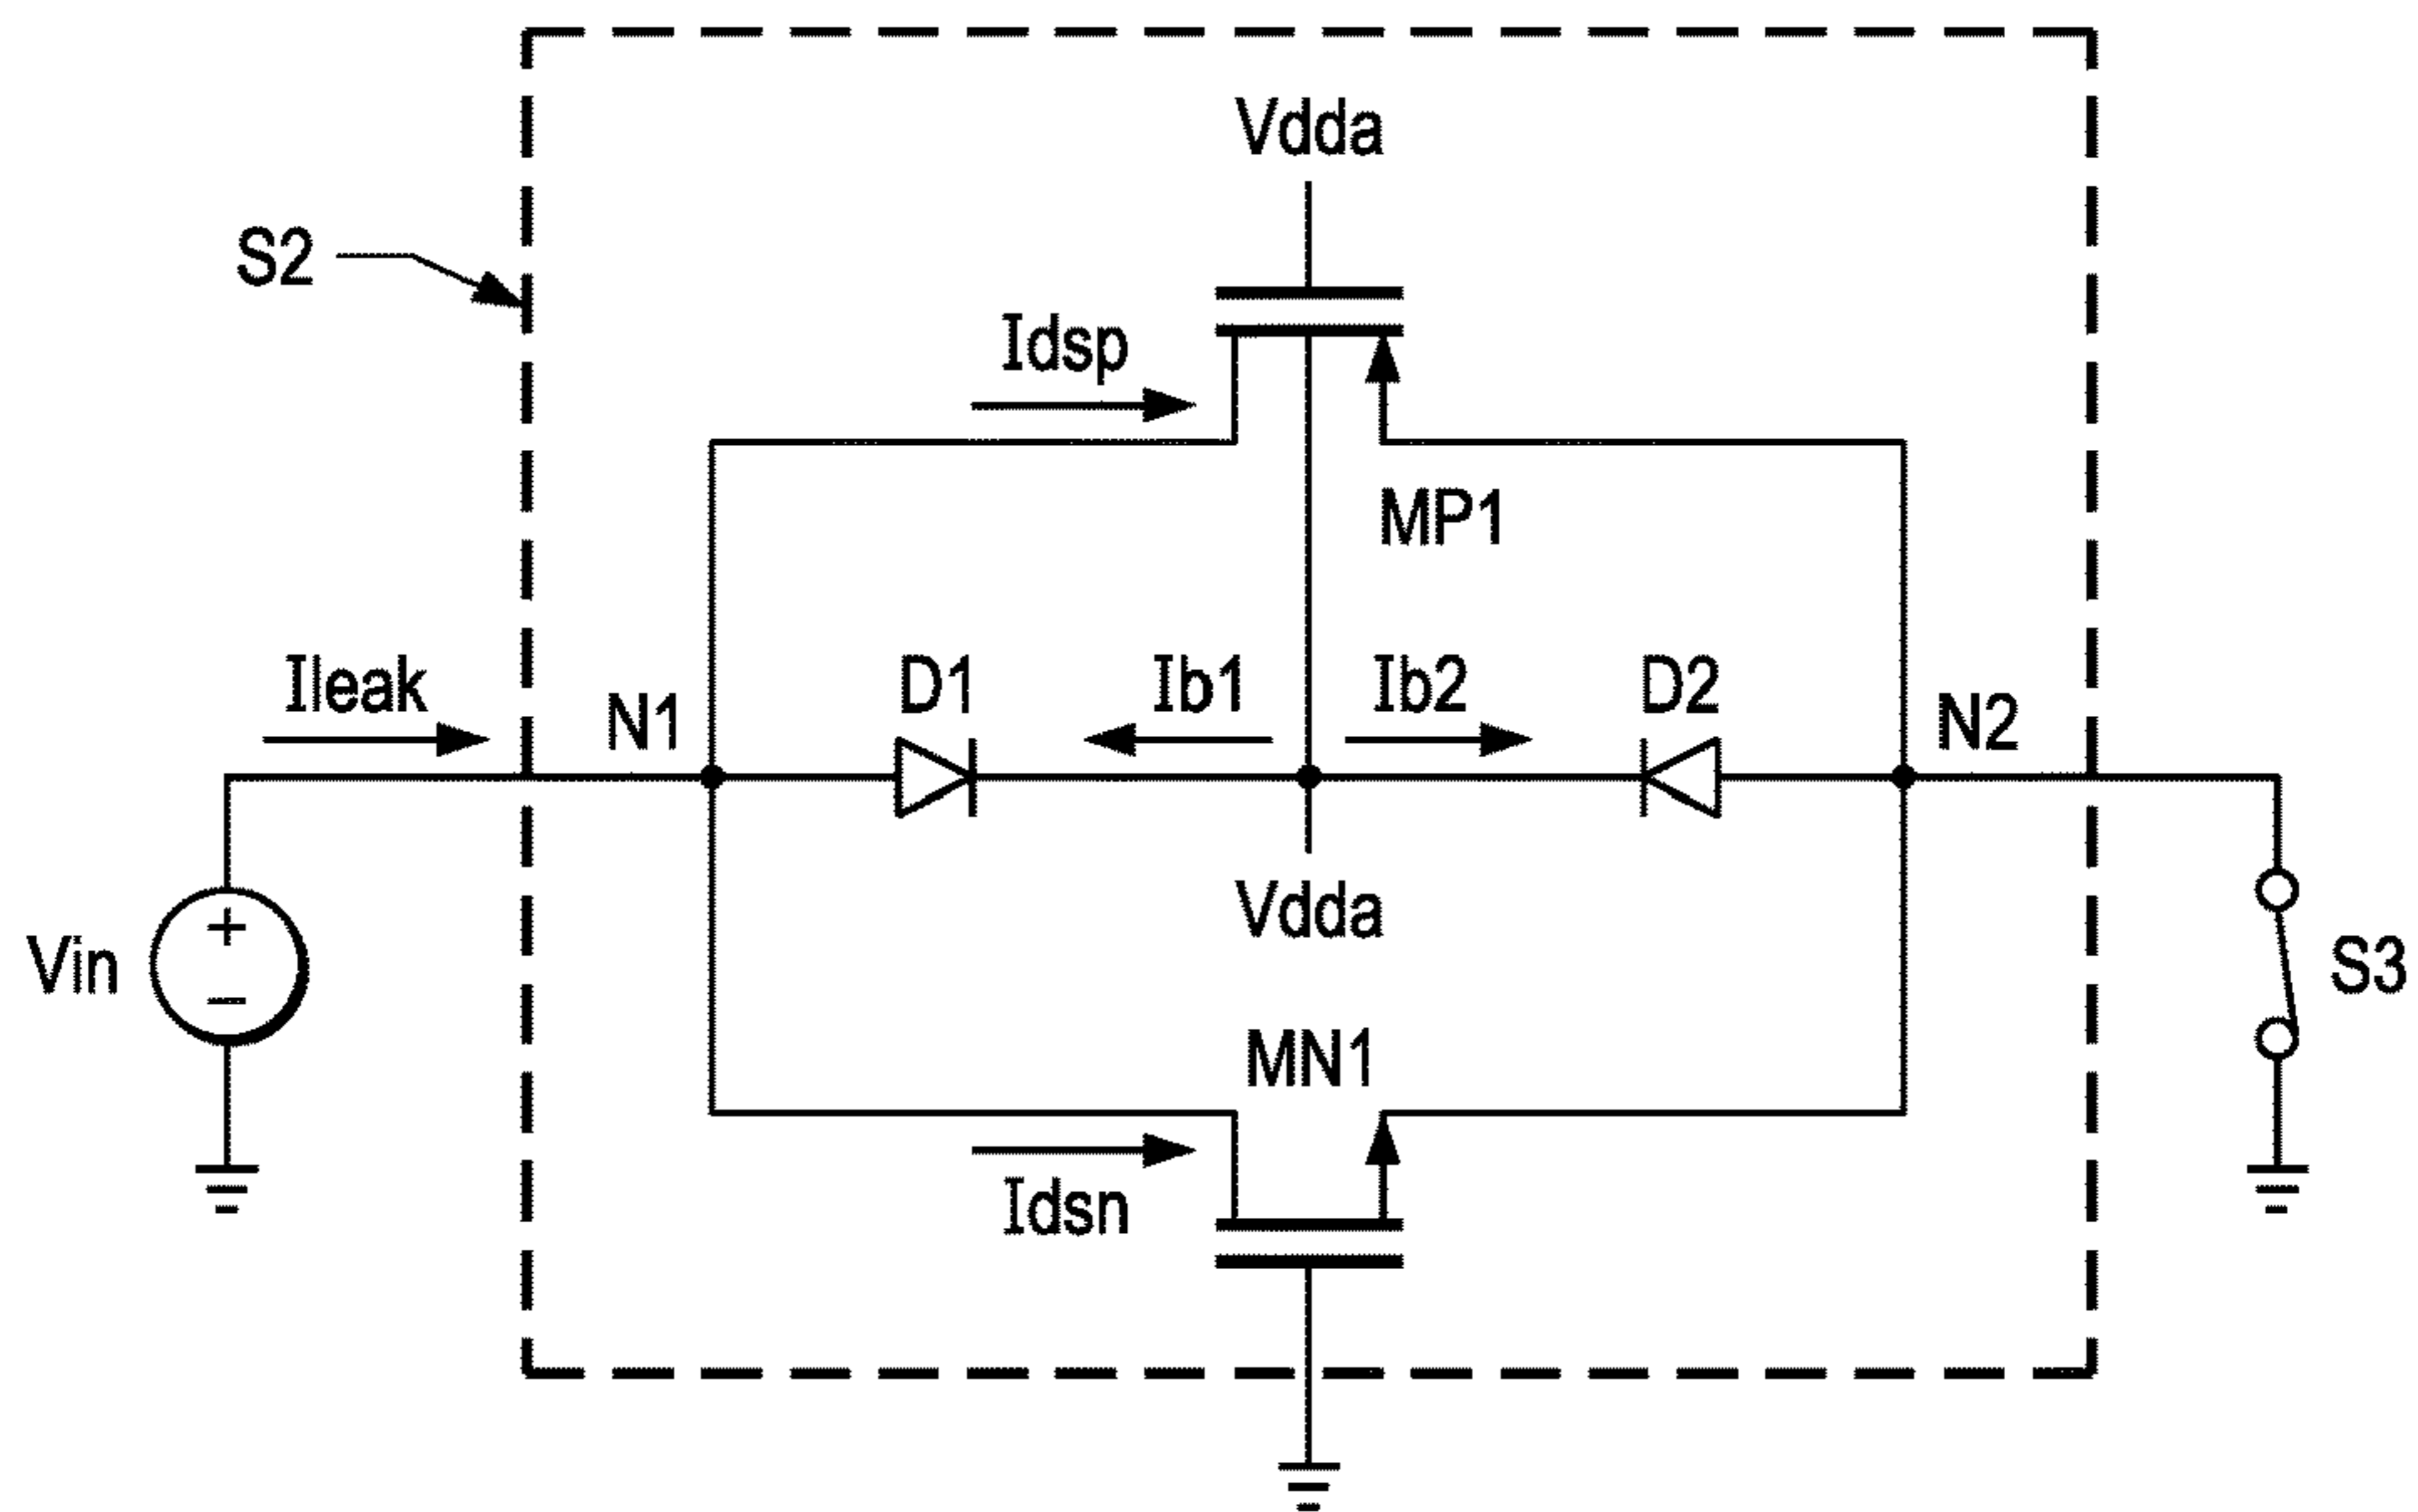 Vdda
S2
Idsp
MP1
Ileak
N1
D1
Ib1
Ib2
D2
N2
Vdda
Vin
+
−
S3
MN1
Idsn